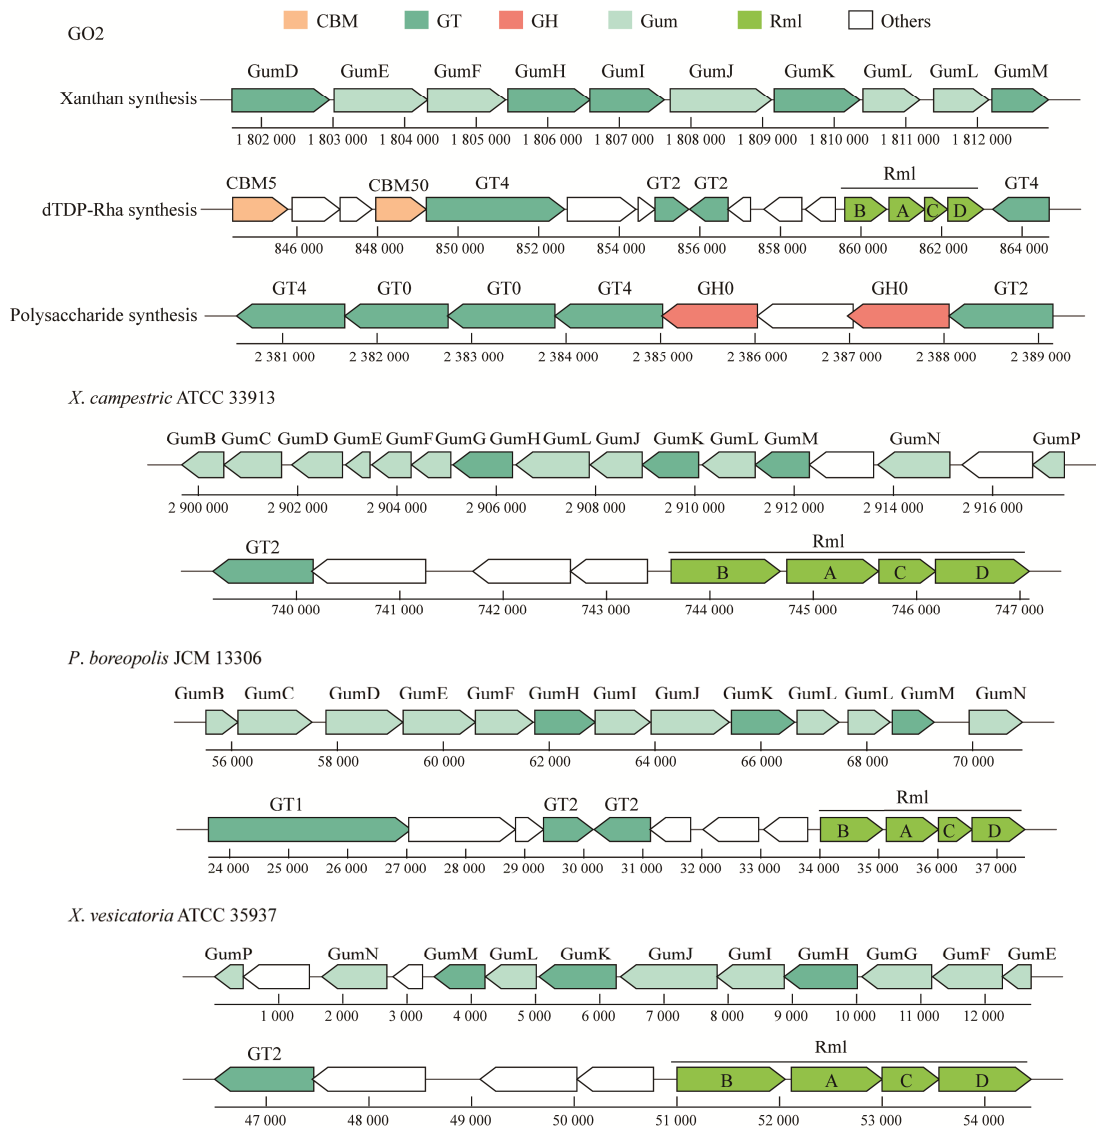 CBM GT GH Gum Rml Others
GO2
GumD GumE GumF GumH GumI GumJ GumK GumL GumL GumM
Xanthan synthesis
1 802 000 1 803 000 1 804 000 1 805 000 1 806 000 1 807 000 1 808 000 1 809 000 1 810 000 1 811 000 1 812 000
Rml
CBM5 CBM50 GT4 GT2 GT2 GT4
dTDP-Rha synthesis B A C D
846 000 848 000 850 000 852 000 854 000 856 000 858 000 860 000 862 000 864 000
GT4 GT0 GT0 GT4 GH0 GH0 GT2
Polysaccharide synthesis
2 381 000 2 382 000 2 383 000 2 384 000 2 385 000 2 386 000 2 387 000 2 388 000 2 389 000
X. campestric ATCC 33913
GumB GumC GumD GumE GumF GumG GumH GumL GumJ GumK GumL GumM GumN GumP
2 900 000 2 902 000 2 904 000 2 906 000 2 908 000 2 910 000 2 912 000 2 914 000 2 916 000
GT2 Rml
B A C D
740 000 741 000 742 000 743 000 744 000 745 000 746 000 747 000
P. boreopolis JCM 13306
GumB GumC GumD GumE GumF GumH GumI GumJ GumK GumL GumL GumM GumN
56 000 58 000 60 000 62 000 64 000 66 000 68 000 70 000
GT1 GT2 GT2 Rml
B A C D
24 000 25 000 26 000 27 000 28 000 29 000 30 000 31 000 32 000 33 000 34 000 35 000 36 000 37 000
X. vesicatoria ATCC 35937
GumP GumN GumM GumL GumK GumJ GumI GumH GumG GumF GumE
1 000 2 000 3 000 4 000 5 000 6 000 7 000 8 000 9 000 10 000 11 000 12 000
GT2 Rml
B A C D
47 000 48 000 49 000 50 000 51 000 52 000 53 000 54 000